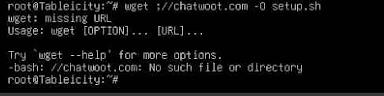 root@Tableicity:~# wget ;//chatwoot.com -O setup.sh
wget: missing URL
Usage: wget [OPTION]... [URL]...

Try `wget --help' for more options.
-bash: //chatwoot.com: No such file or directory
root@Tableicity:~#